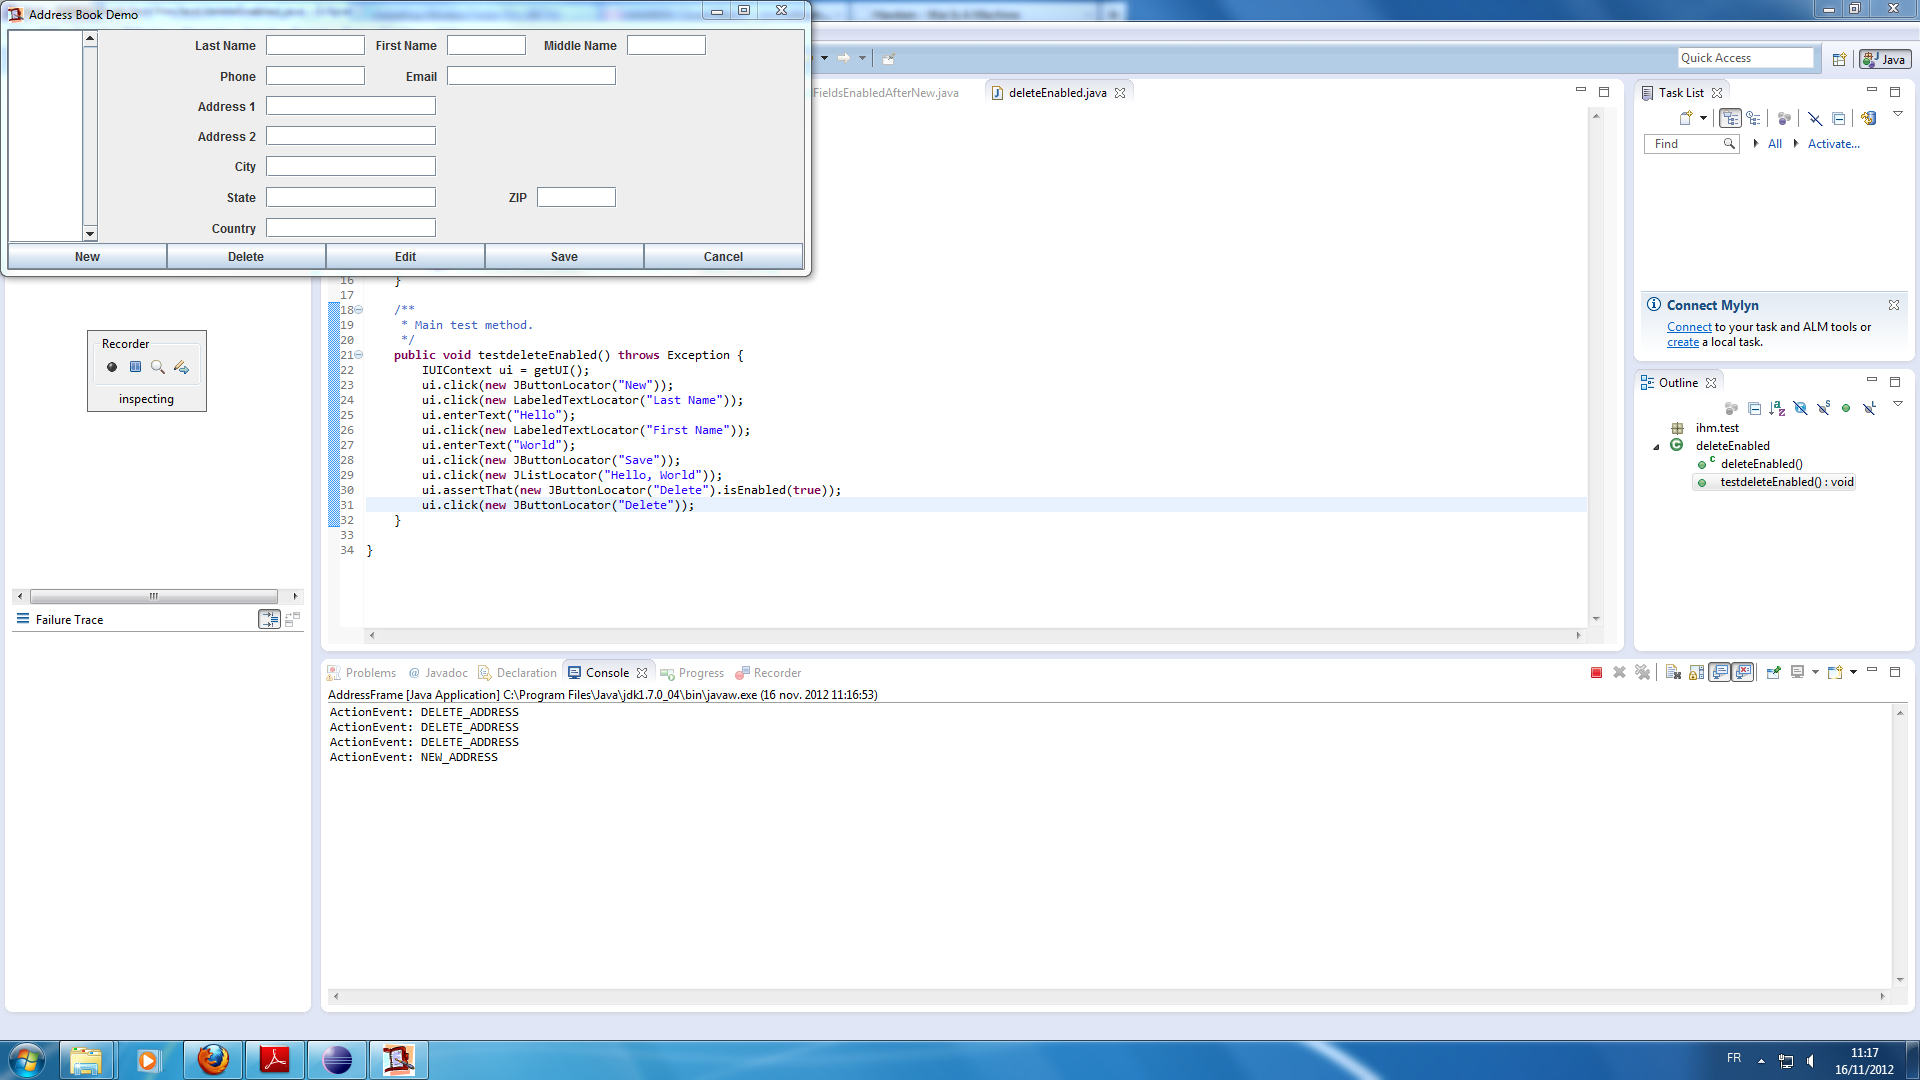 Address Book Demo
Last Name
First Name
Middle Name
Phone
Email
Address 1
Address 2
City
State
ZIP
Country
New
Delete
Edit
Save
Cancel
Quick Access
Java
FieldsEnabledAfterNew.java
deleteEnabled.java
16 }
17
18 /**
19 * Main test method.
20 */
21 public void testdeleteEnabled() throws Exception {
22 IUIContext ui = getUI();
23 ui.click(new JButtonLocator("New"));
24 ui.click(new LabeledTextLocator("Last Name"));
25 ui.enterText("Hello");
26 ui.click(new LabeledTextLocator("First Name"));
27 ui.enterText("World");
28 ui.click(new JButtonLocator("Save"));
29 ui.click(new JListLocator("Hello, World"));
30 ui.assertThat(new JButtonLocator("Delete").isEnabled(true));
31 ui.click(new JButtonLocator("Delete"));
32 }
33
34 }
Recorder
inspecting
Failure Trace
Task List
Find
All
Activate...
Connect Mylyn
Connect to your task and ALM tools or
create a local task.
Outline
ihm.test
deleteEnabled
deleteEnabled()
testdeleteEnabled() : void
Problems
@ Javadoc
Declaration
Console
Progress
Recorder
AddressFrame [Java Application] C:\Program Files\Java\jdk1.7.0_04\bin\javaw.exe (16 nov. 2012 11:16:53)
ActionEvent: DELETE_ADDRESS
ActionEvent: DELETE_ADDRESS
ActionEvent: DELETE_ADDRESS
ActionEvent: NEW_ADDRESS
FR
11:17
16/11/2012